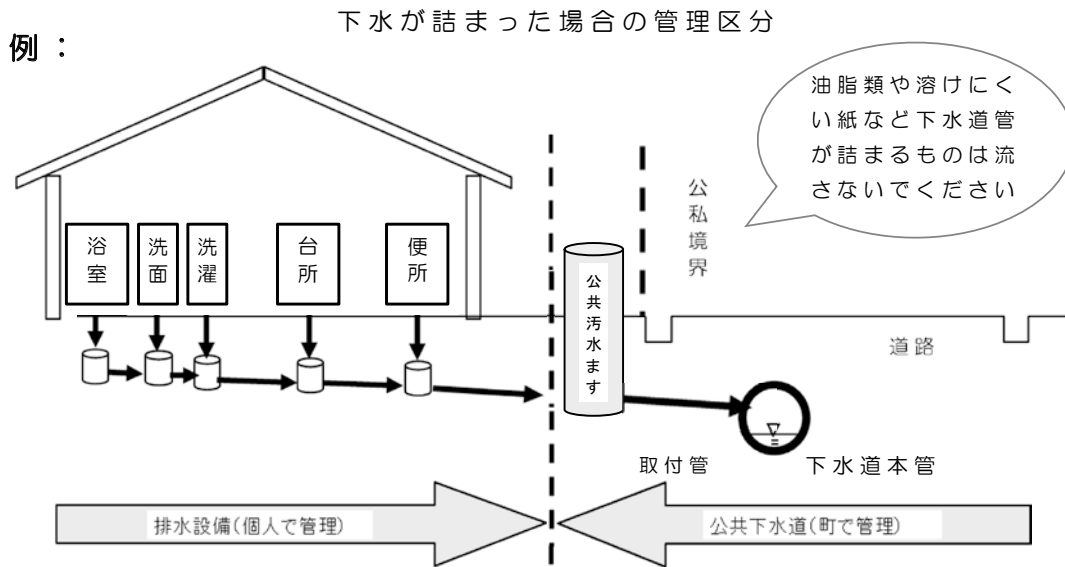 下水が詰まった場合の管理区分
例：
油脂類や溶けにく
い紙など下水道管
が詰まるものは流
さないでください
公私境界
浴室
洗面
洗濯
台所
便所
公共汚水ます
道路
取付管
下水道本管
排水設備(個人で管理)
公共下水道(町で管理)